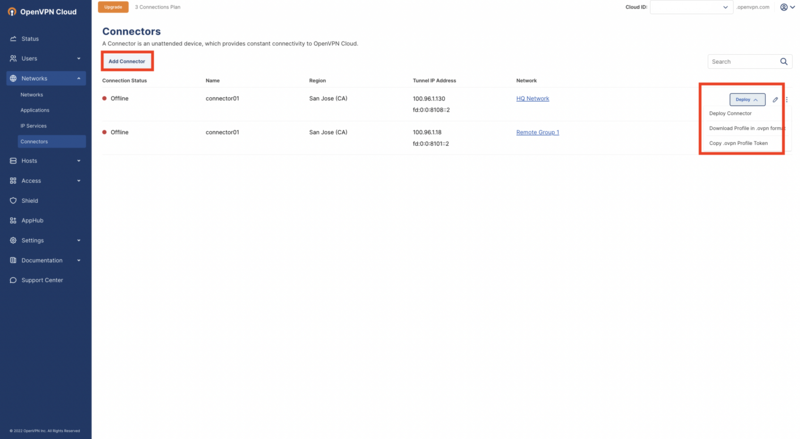 OpenVPN Cloud
Upgrade
3 Connections Plan
Cloud ID:
.openvpn.com
Status
Users
Networks
Networks
Applications
IP Services
Connectors
Hosts
Access
Shield
AppHub
Settings
Documentation
Support Center
© 2023 OpenVPN Inc. All Rights Reserved
Connectors
A Connector is an unattended device, which provides constant connectivity to OpenVPN Cloud.
Add Connector
Search
Connection Status Name Region Tunnel IP Address Network
Offline connector01 San Jose (CA) 100.96.1.130 HQ Network Deploy
fd:0:0:8108::2
Deploy Connector
Download Profile in .ovpn format
Copy .ovpn Profile Token
Offline connector01 San Jose (CA) 100.96.1.18 Remote Group 1
fd:0:0:8101::2